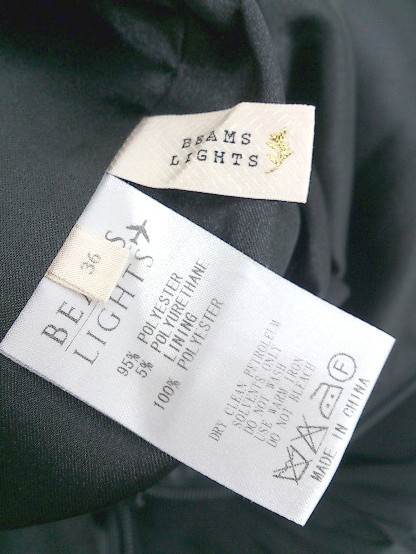 BEAMS
LIGHTS
36
BEAMS
LIGHTS
95% POLYESTER
5% POLYURETHANE
LINING
100% POLYESTER
DRY CLEAN PETROLEUM
SOLVENTS ONLY
DO NOT WASH
USE WARM IRON
DO NOT BLEACH
F
MADE IN CHINA